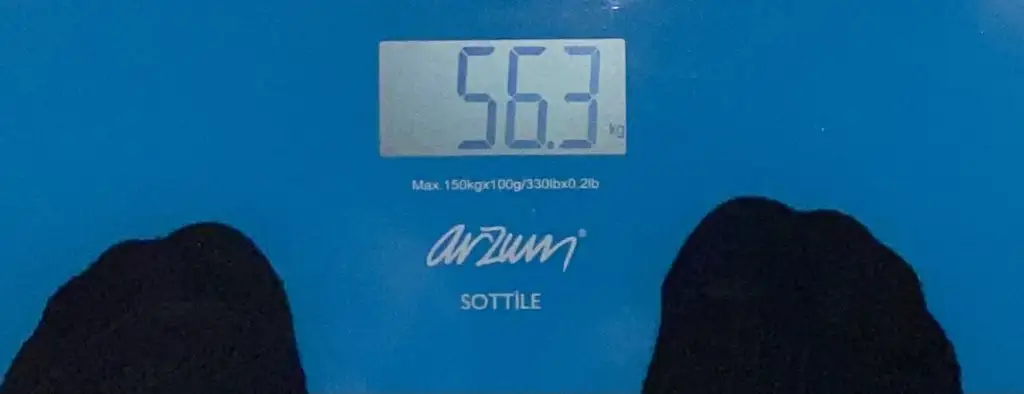 56.3 kg
Max 150kgx100g/330lbx0.2lb
arzum®
SOTTİLE